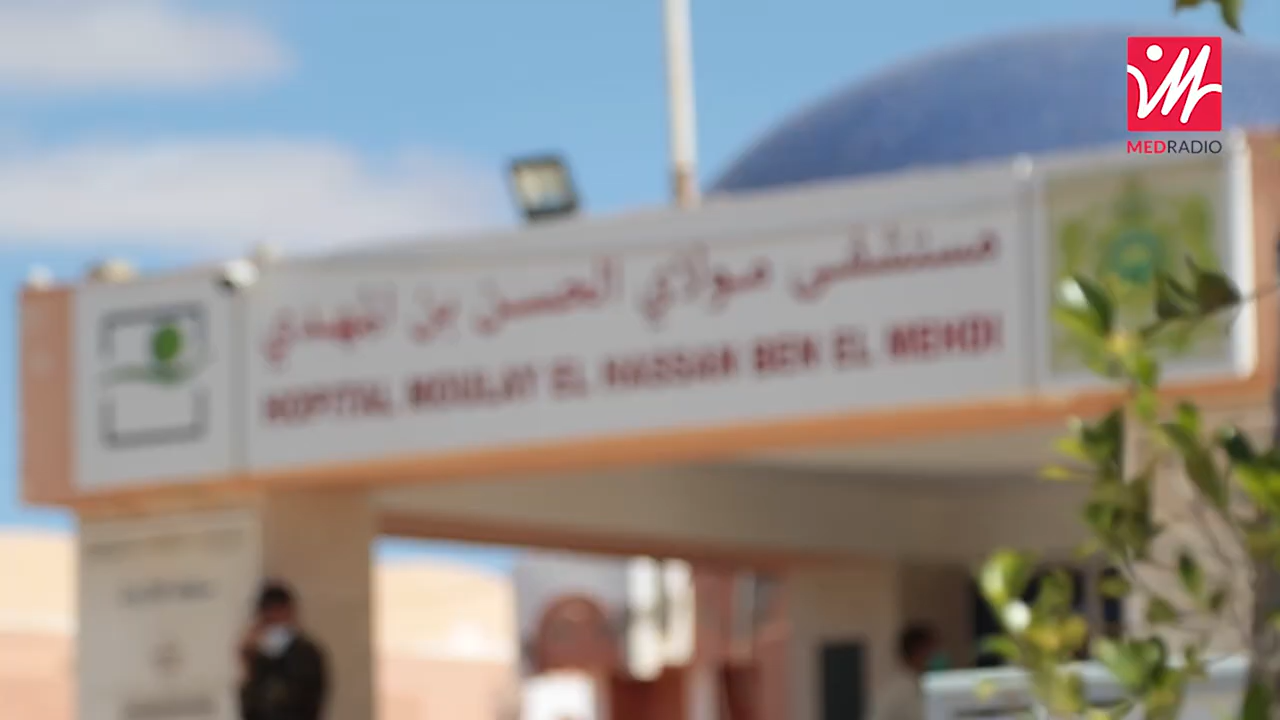 MEDRADIO
مستشفى مولاي الحسن بن المهدي
HOPITAL MOULAY EL HASSAN BEN EL MEHDI